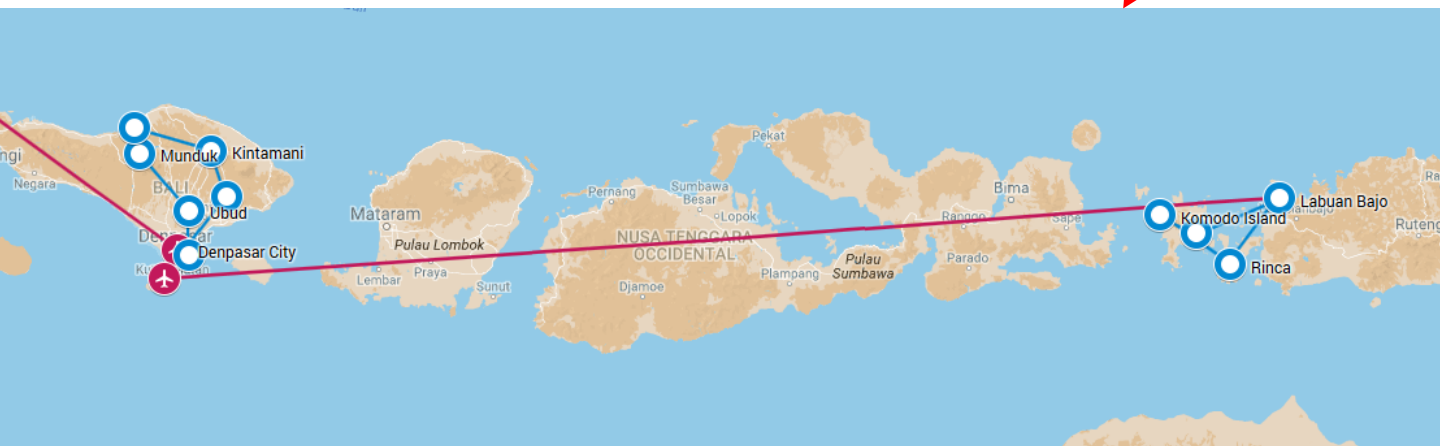 Munduk
Kintamani
Negara
BALI
Ubud
Denpasar City
Mataram
Pulau Lombok
Lembar
Praya
Sunut
Pernang
Sumbawa
Besar
Lopok
Pekat
NUSA TENGGARA
OCCIDENTAL
Djamoe
Plampang
Pulau
Sumbawa
Bima
Sape
Parado
Komodo Island
Labuan Bajo
Rinca
Ruteng